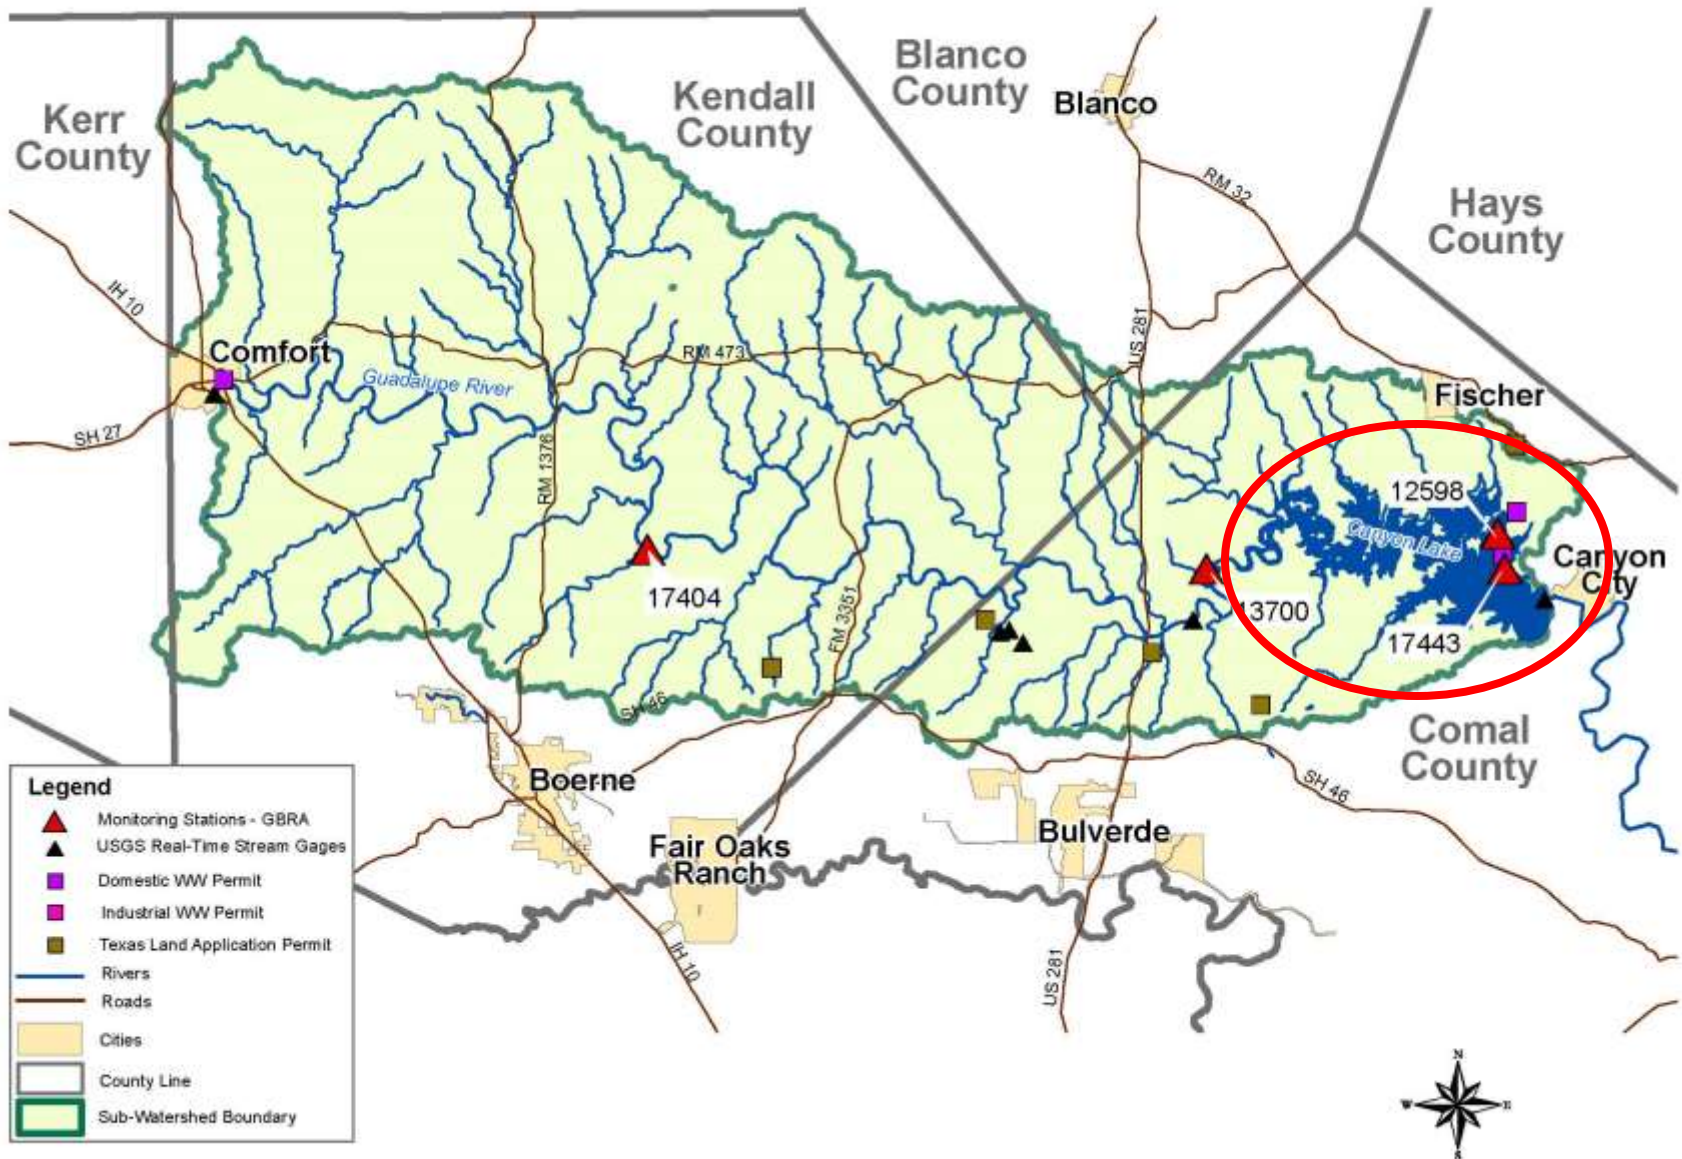 Blanco
County
Kendall
County
Blanco
Kerr
County
RM 32
Hays
County
IH 10
US 281
Comfort
RM 473
Guadalupe River
Fischer
SH 27
RM 1376
12598
Canyon Lake
Canyon
City
17404
13700
FM 3351
17443
SH 46
Comal
County
Boerne
SH 46
Bulverde
Fair Oaks
Ranch
IH 10
US 281
Legend
Monitoring Stations - GBRA
USGS Real-Time Stream Gages
Domestic WW Permit
Industrial WW Permit
Texas Land Application Permit
Rivers
Roads
Cities
County Line
Sub-Watershed Boundary
N
W
E
S